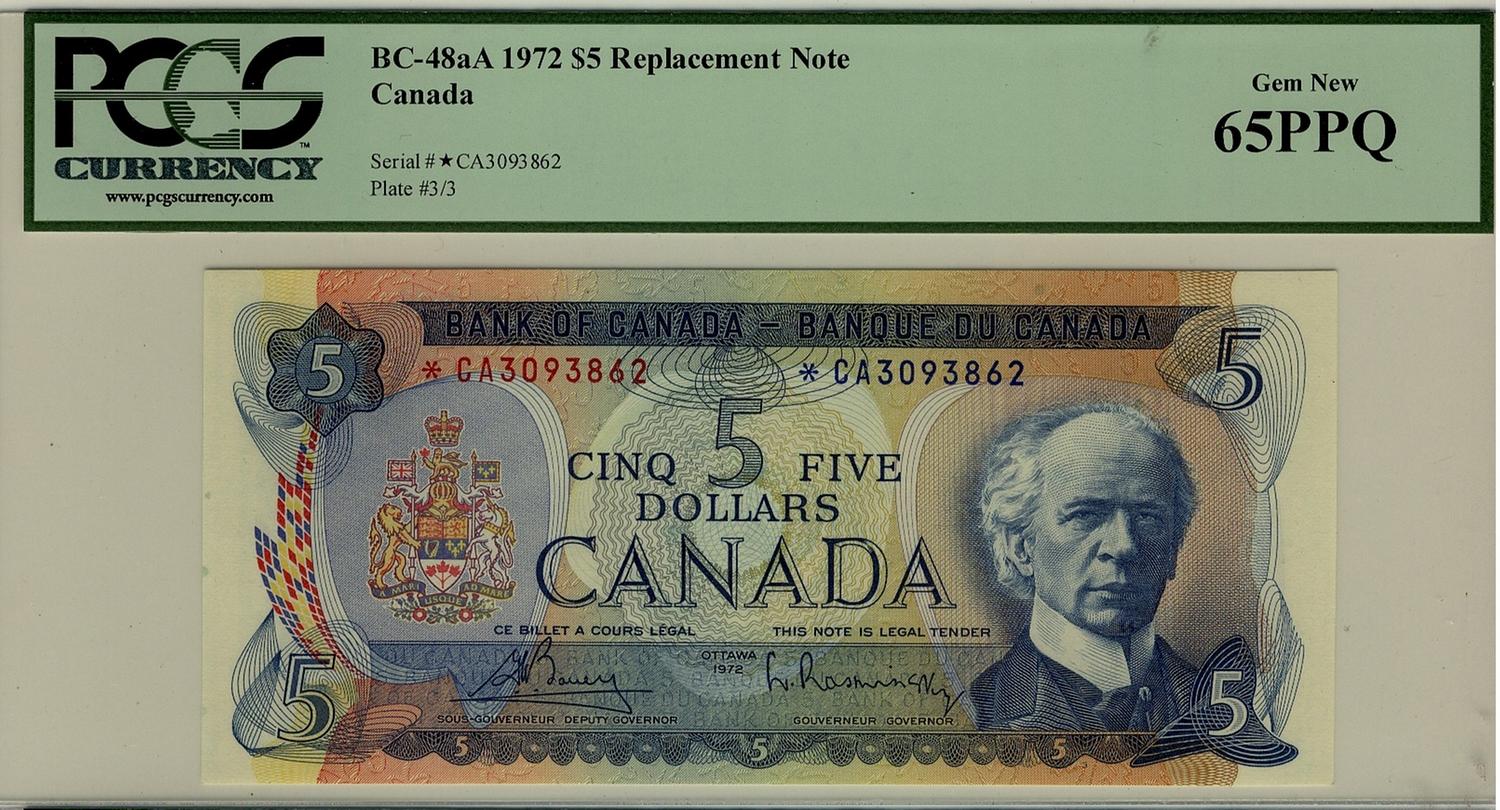 PCGS™
CURRENCY
www.pcgscurrency.com
BC-48aA 1972 $5 Replacement Note
Canada
Serial #★CA3093862
Plate #3/3
Gem New
65PPQ
BANK OF CANADA – BANQUE DU CANADA
5
5
*CA3093862 *CA3093862
5
CINQ FIVE
DOLLARS
CANADA
A MARI USQUE AD MARE
CE BILLET A COURS LÉGAL THIS NOTE IS LEGAL TENDER
OTTAWA
1972
SOUS-GOUVERNEUR DEPUTY GOVERNOR GOUVERNEUR GOVERNOR
5 5
5 5 5